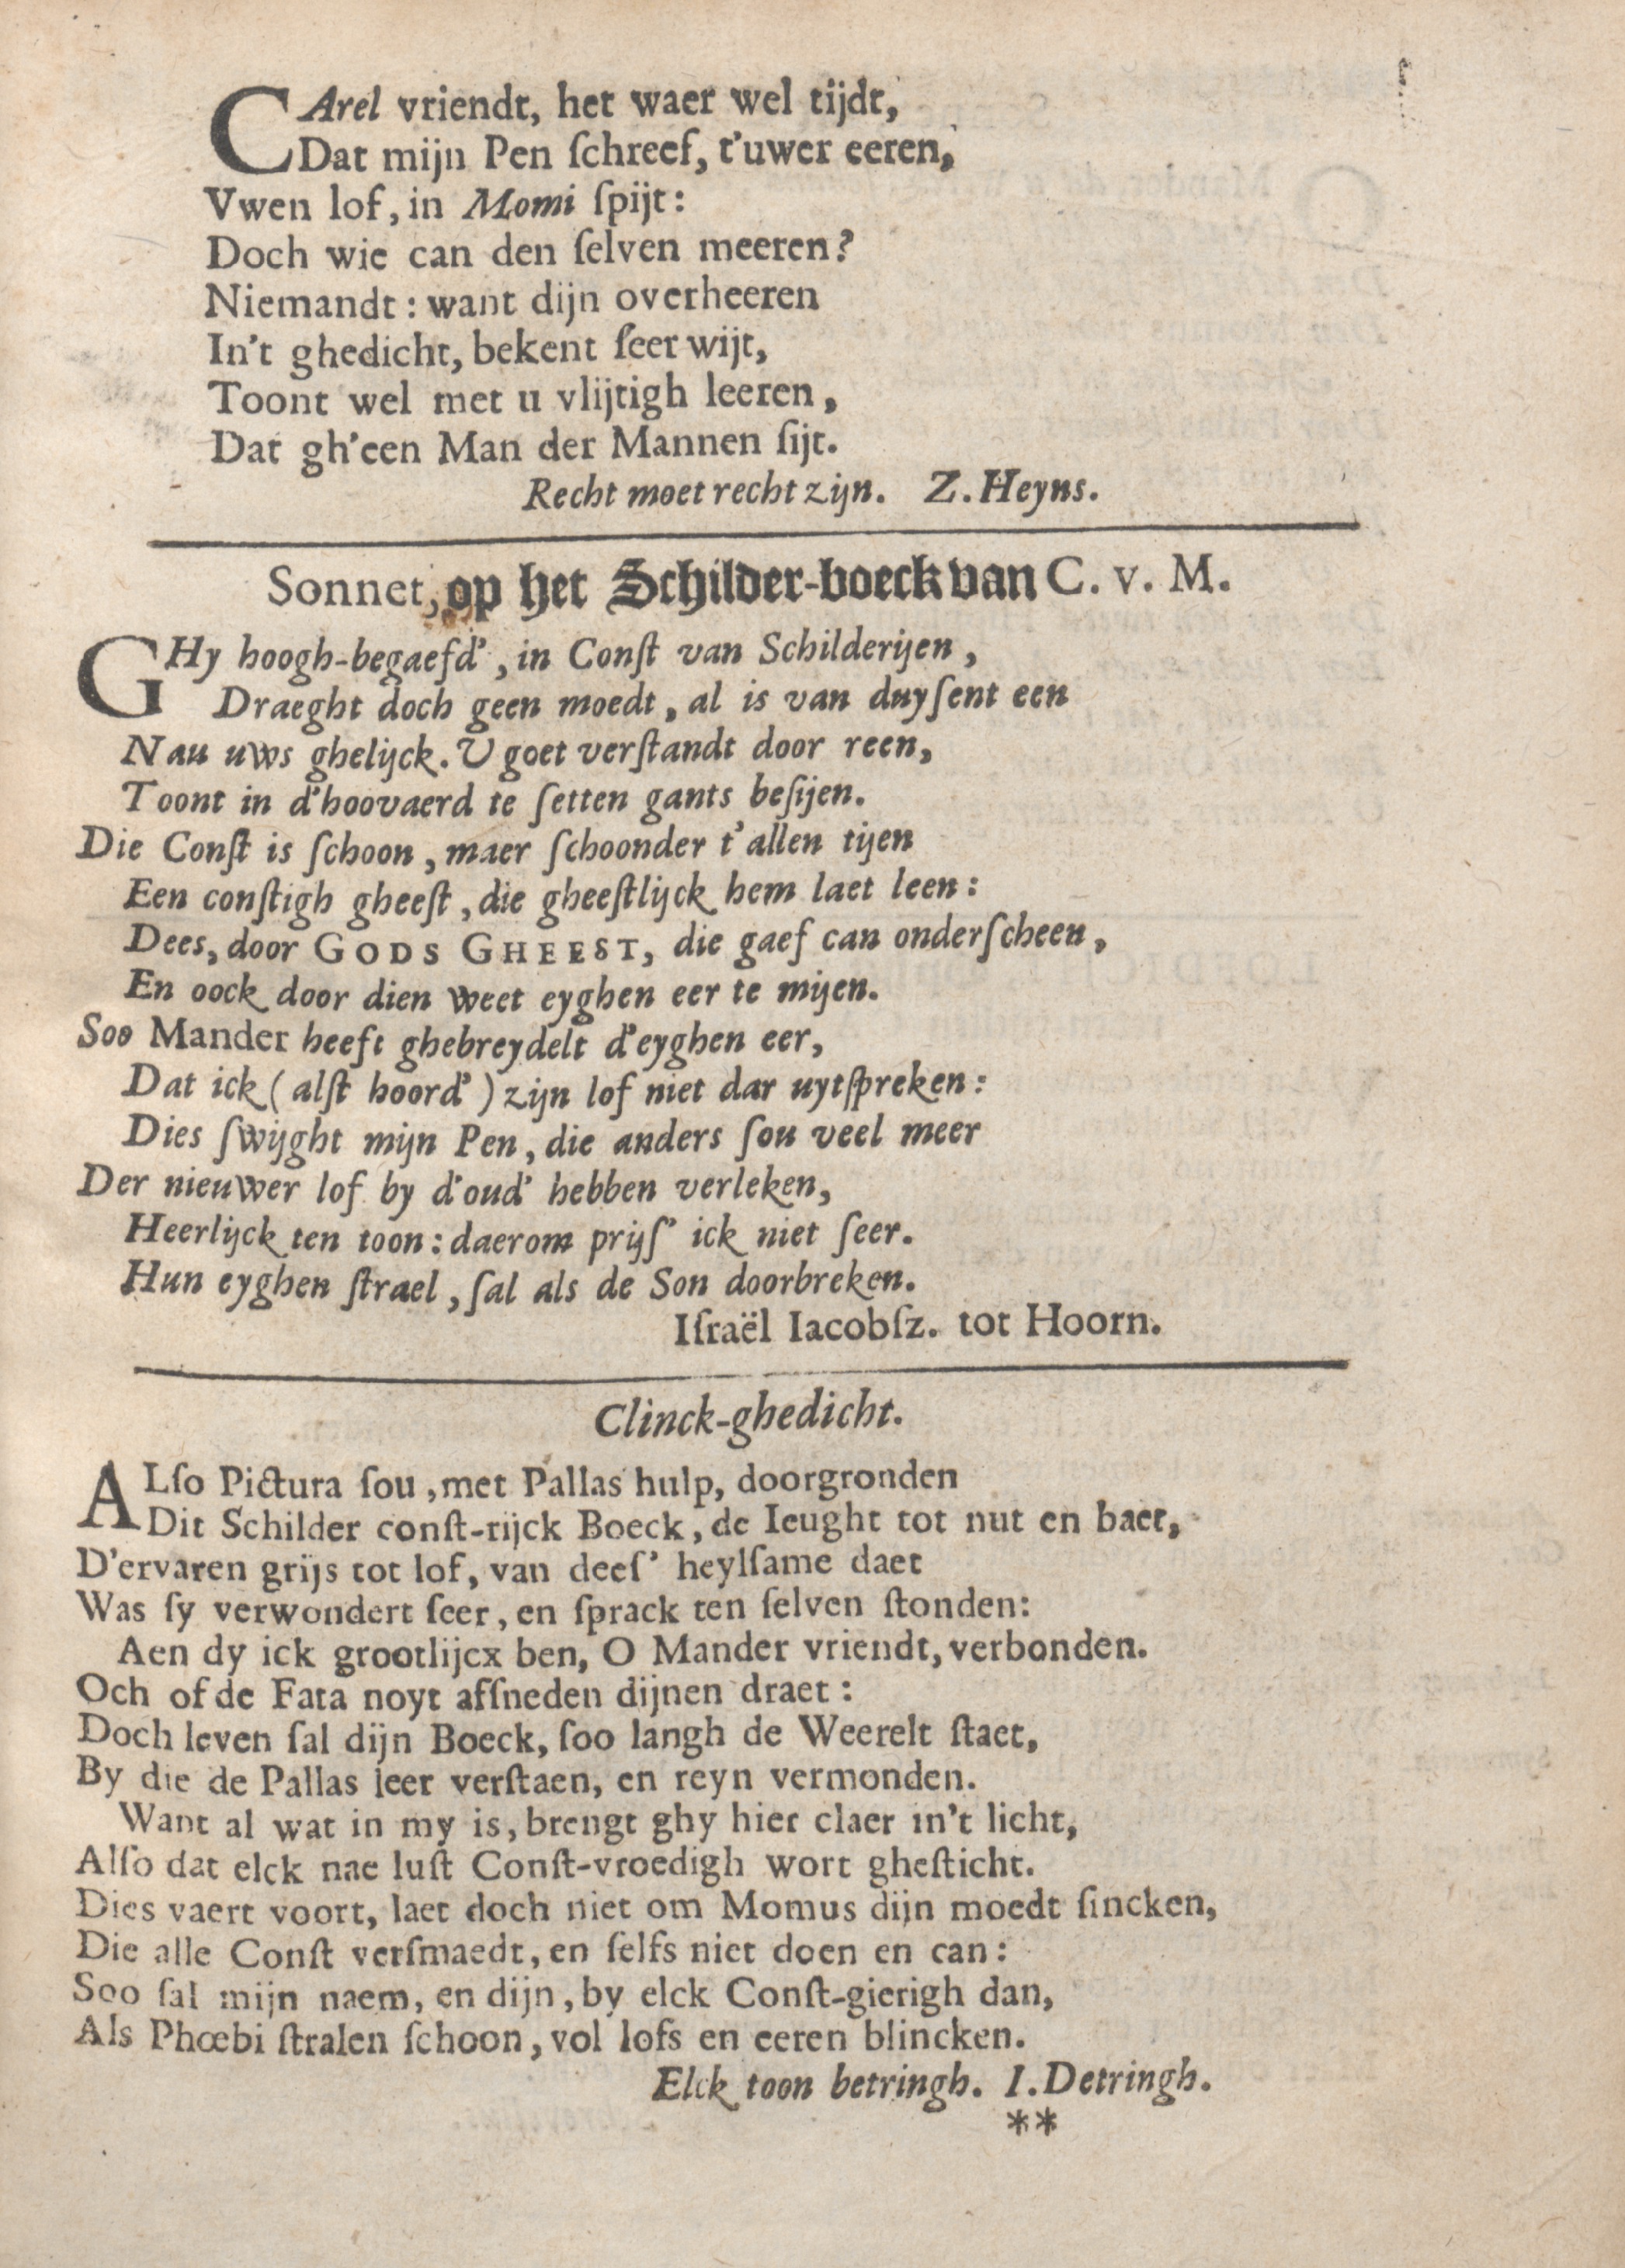 CArel vriendt, het waer wel tijdt,
Dat mijn Pen ſchreef, t'uwer eeren,
Vwen lof, in Momi ſpijt:
Doch wie can den ſelven meeren?
Niemandt: want dijn overheeren
In't ghedicht, bekent ſeer wijt,
Toont wel met u vlijtigh leeren,
Dat gh'een Man der Mannen ſijt.
Recht moet recht zijn. Z. Heyns.
Sonnet, op het Schilder-boeck van C. v. M.
GHy hoogh-begaefd', in Conſt van Schilderijen,
Draeght doch geen moedt, al is van duyſent een
Nau uws ghelijck. U goet verſtandt door reen,
Toont in d'hoovaerd te ſetten gants beſijen.
Die Conſt is ſchoon, maer ſchoonder t'allen tijen
Een conſtigh gheeſt, die gheeſtlijck hem laet leen:
Dees, door GODS GHEEST, die gaef can onderſcheen,
En oock door dien weet eyghen eer te mijen.
Soo Mander heeft ghebreydelt d'eyghen eer,
Dat ick (alſt hoord') zijn lof niet dar uytſpreken:
Dies ſwijght mijn Pen, die anders ſou veel meer
Der nieuwer lof by d'oud' hebben verleken,
Heerlijck ten toon: daerom prijſ' ick niet ſeer.
Hun eyghen ſtrael, ſal als de Son doorbreken.
Iſraël Iacobſz. tot Hoorn.
Clinck-ghedicht.
ALſo Pictura ſou, met Pallas hulp, doorgronden
Dit Schilder conſt-rijck Boeck, de Ieught tot nut en baet,
D'ervaren grijs tot lof, van deeſ' heylſame daet
Was ſy verwondert ſeer, en ſprack ten ſelven ſtonden:
Aen dy ick grootlijcx ben, O Mander vriendt, verbonden.
Och of de Fata noyt afſneden dijnen draet:
Doch leven ſal dijn Boeck, ſoo langh de Weerelt ſtaet,
By die de Pallas leer verſtaen, en reyn vermonden.
Want al wat in my is, brengt ghy hier claer in't licht,
Alſo dat elck nae luſt Conſt-vroedigh wort gheſticht.
Dies vaert voort, laet doch niet om Momus dijn moedt ſincken,
Die alle Conſt verſmaedt, en ſelfs niet doen en can:
Soo ſal mijn naem, en dijn, by elck Conſt-gierigh dan,
Als Phœbi ſtralen ſchoon, vol lofs en eeren blincken.
Elck toon betringh. I. Detringh.
**